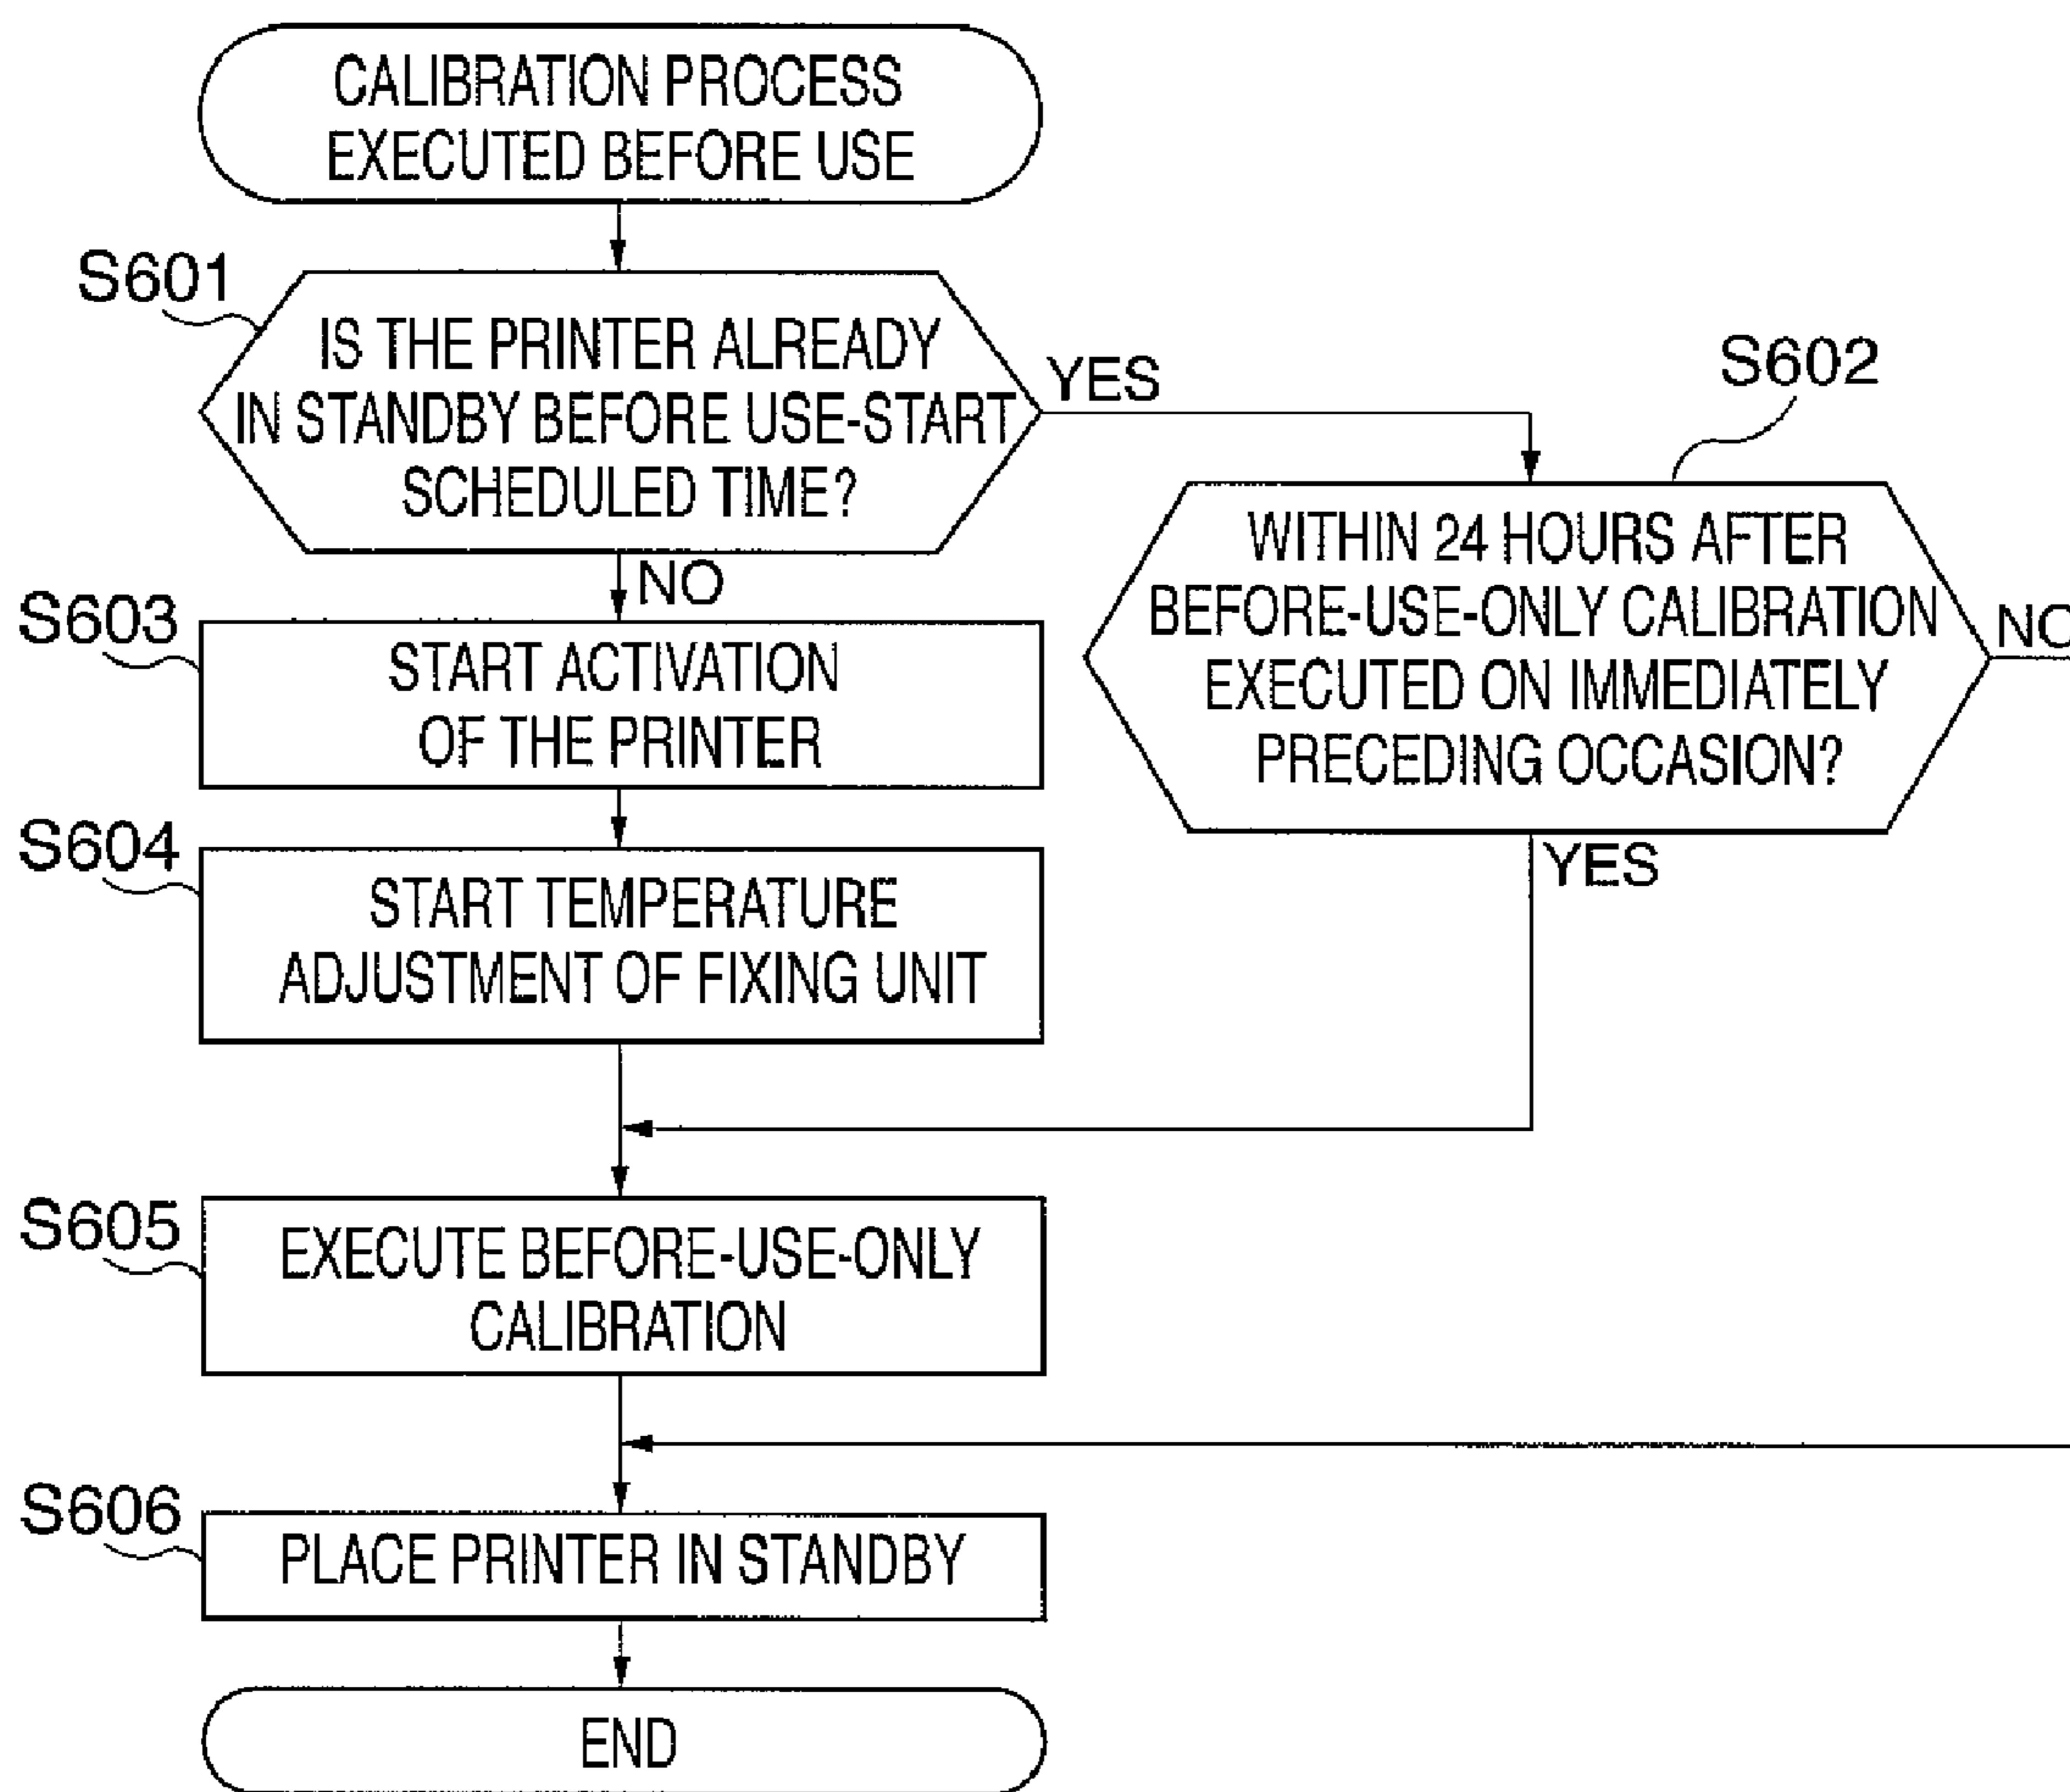 CALIBRATION PROCESS
EXECUTED BEFORE USE
S601
IS THE PRINTER ALREADY
IN STANDBY BEFORE USE-START
SCHEDULED TIME?
YES
NO
S602
WITHIN 24 HOURS AFTER
BEFORE-USE-ONLY CALIBRATION
EXECUTED ON IMMEDIATELY
PRECEDING OCCASION?
NO
YES
S603
START ACTIVATION
OF THE PRINTER
S604
START TEMPERATURE
ADJUSTMENT OF FIXING UNIT
S605
EXECUTE BEFORE-USE-ONLY
CALIBRATION
S606
PLACE PRINTER IN STANDBY
END